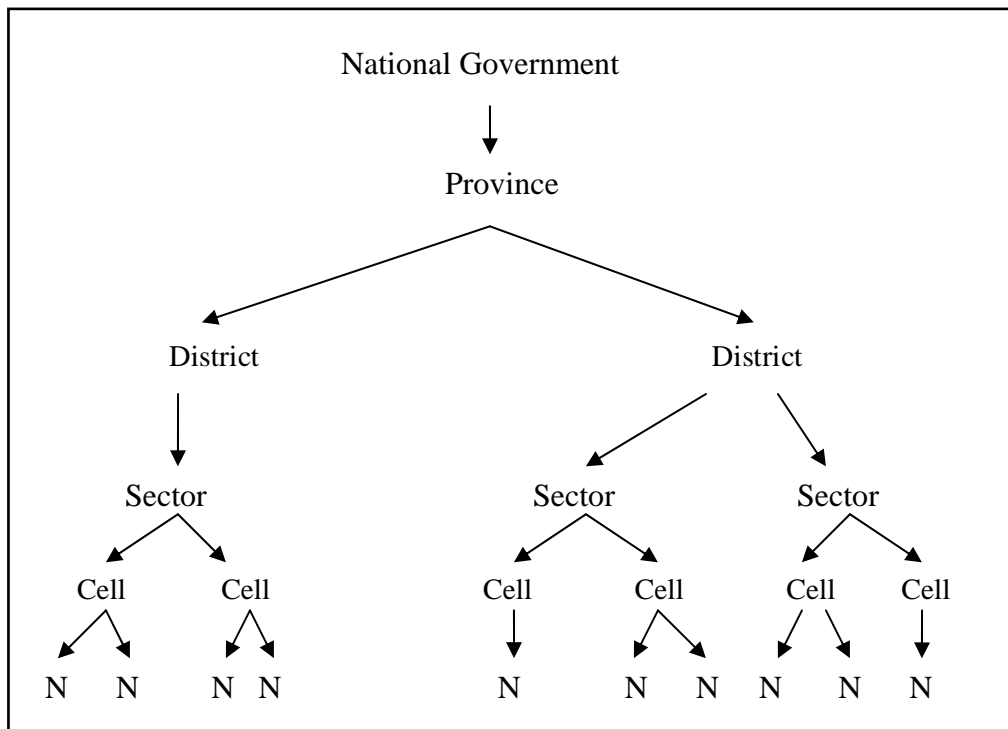 National Government
Province
District District
Sector Sector Sector
Cell Cell Cell Cell Cell Cell
N N N N N N N N N N